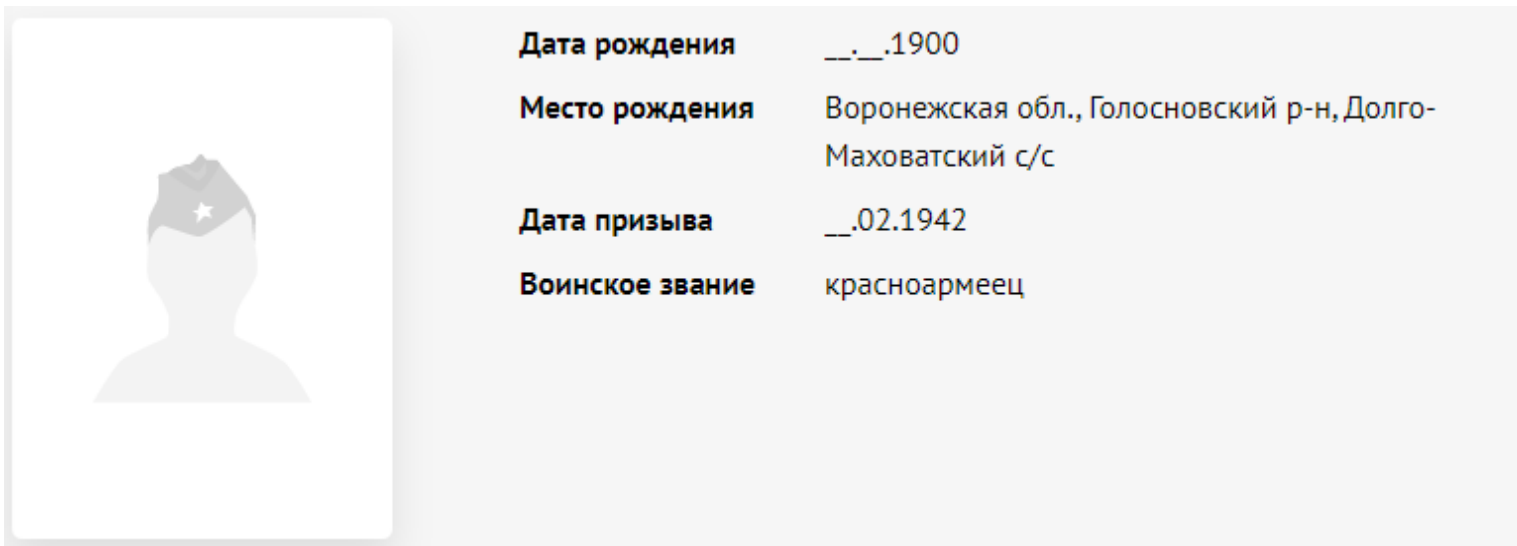 Дата рождения __.__.1900
Место рождения Воронежская обл., Голосновский р-н, Долго-
Маховатский с/с
Дата призыва __.02.1942
Воинское звание красноармеец